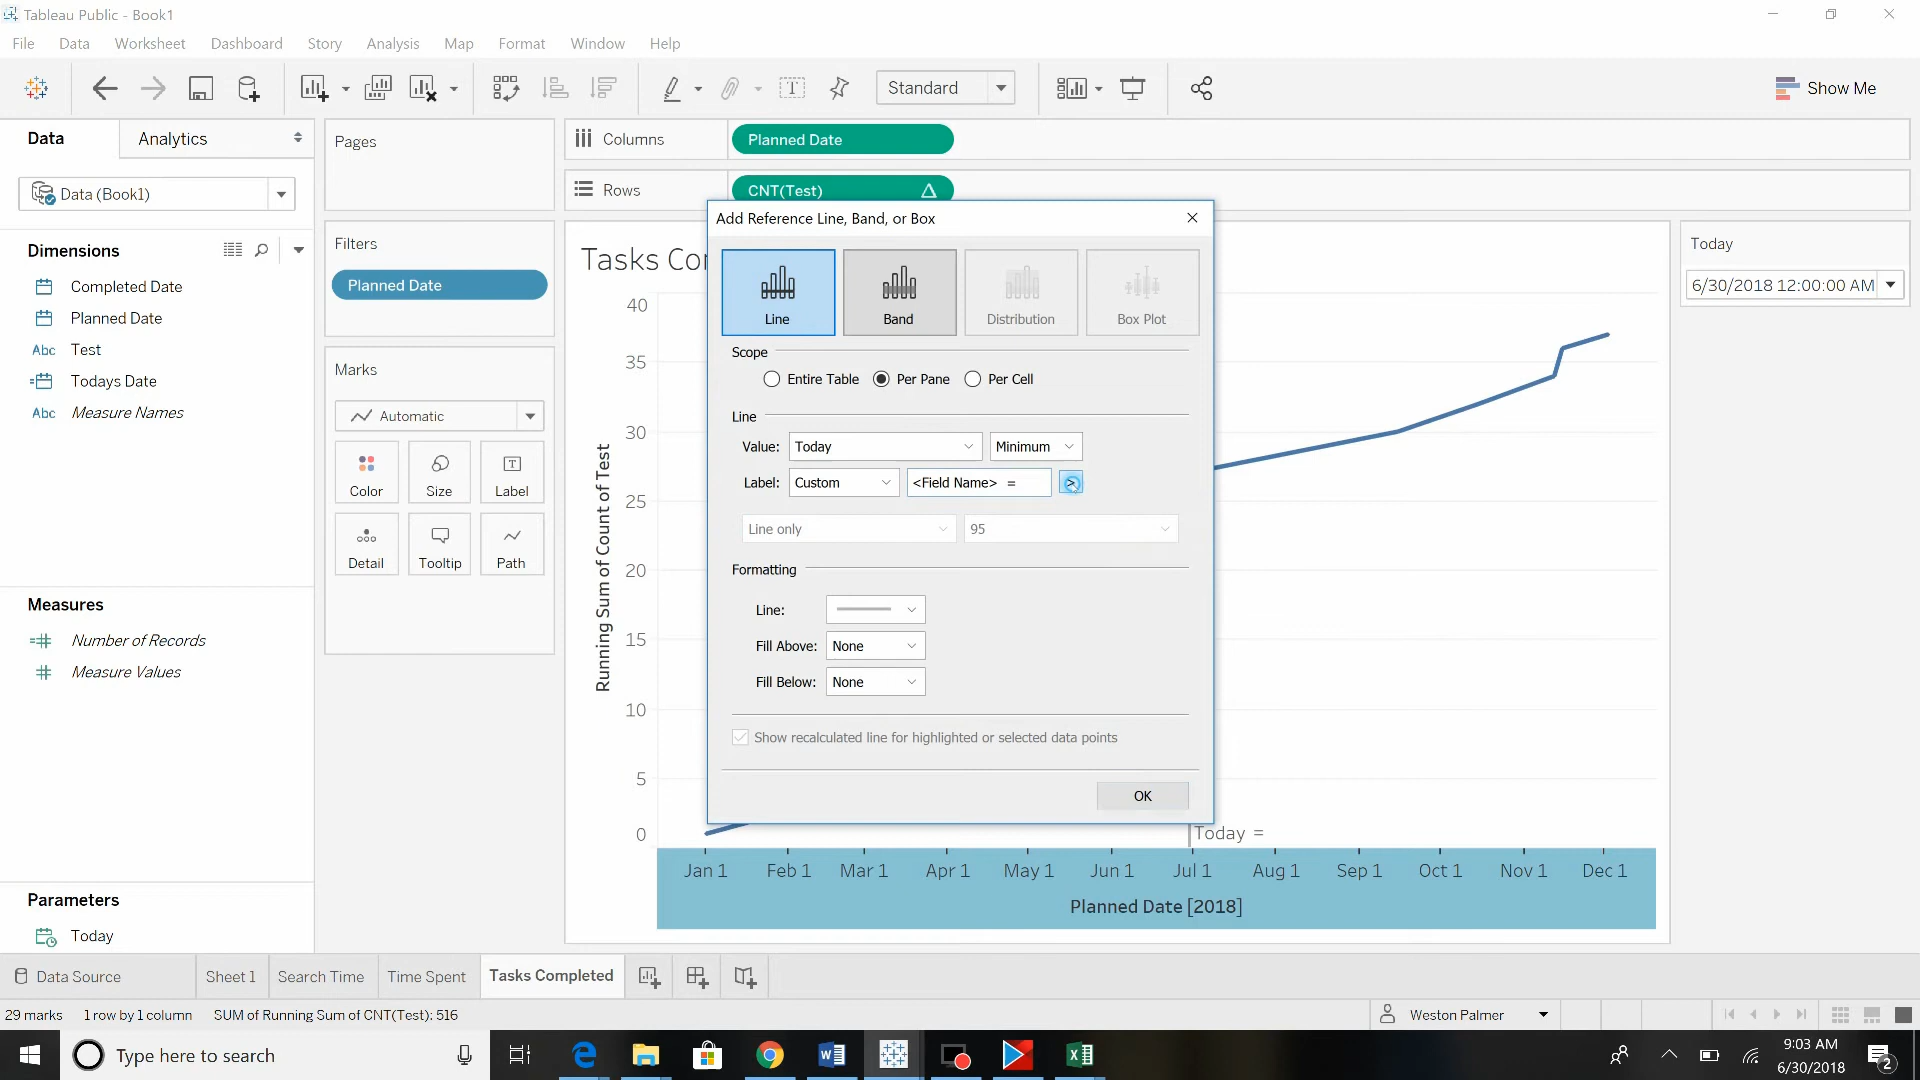 Tableau Public - Book1
File Data Worksheet Dashboard Story Analysis Map Format Window Help
Standard
Show Me
Data
Analytics
Pages
Columns
Planned Date
Data (Book1)
Rows
CNT(Test)
Δ
Add Reference Line, Band, or Box
Dimensions
Filters
Planned Date
Completed Date
Planned Date
Abc Test
Todays Date
Abc Measure Names
Marks
Automatic
Color
Size
Label
Detail
Tooltip
Path
Tasks Co
Line
Band
Distribution
Box Plot
Scope
Entire Table
Per Pane
Per Cell
Line
Value: Today Minimum
Label: Custom <Field Name> = >
Line only 95
Formatting
Line:
Fill Above: None
Fill Below: None
Show recalculated line for highlighted or selected data points
OK
Today
6/30/2018 12:00:00 AM
Running Sum of Count of Test
40
35
30
25
20
15
10
5
0
Today =
Jan 1 Feb 1 Mar 1 Apr 1 May 1 Jun 1 Jul 1 Aug 1 Sep 1 Oct 1 Nov 1 Dec 1
Planned Date [2018]
Measures
Number of Records
Measure Values
Parameters
Today
Data Source
Sheet 1
Search Time
Time Spent
Tasks Completed
29 marks 1 row by 1 column SUM of Running Sum of CNT(Test): 516
Weston Palmer
Type here to search
9:03 AM
6/30/2018
2